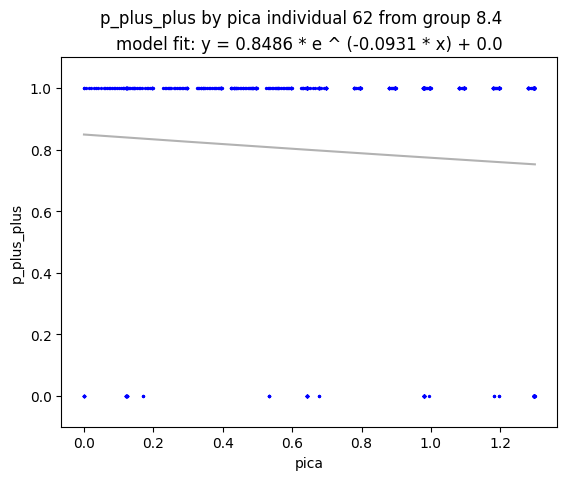 p_plus_plus by pica individual 62 from group 8.4
model fit: y = 0.8486 * e ^ (-0.0931 * x) + 0.0
1.0
0.8
0.6
0.4
0.2
0.0
p_plus_plus
0.0 0.2 0.4 0.6 0.8 1.0 1.2
pica